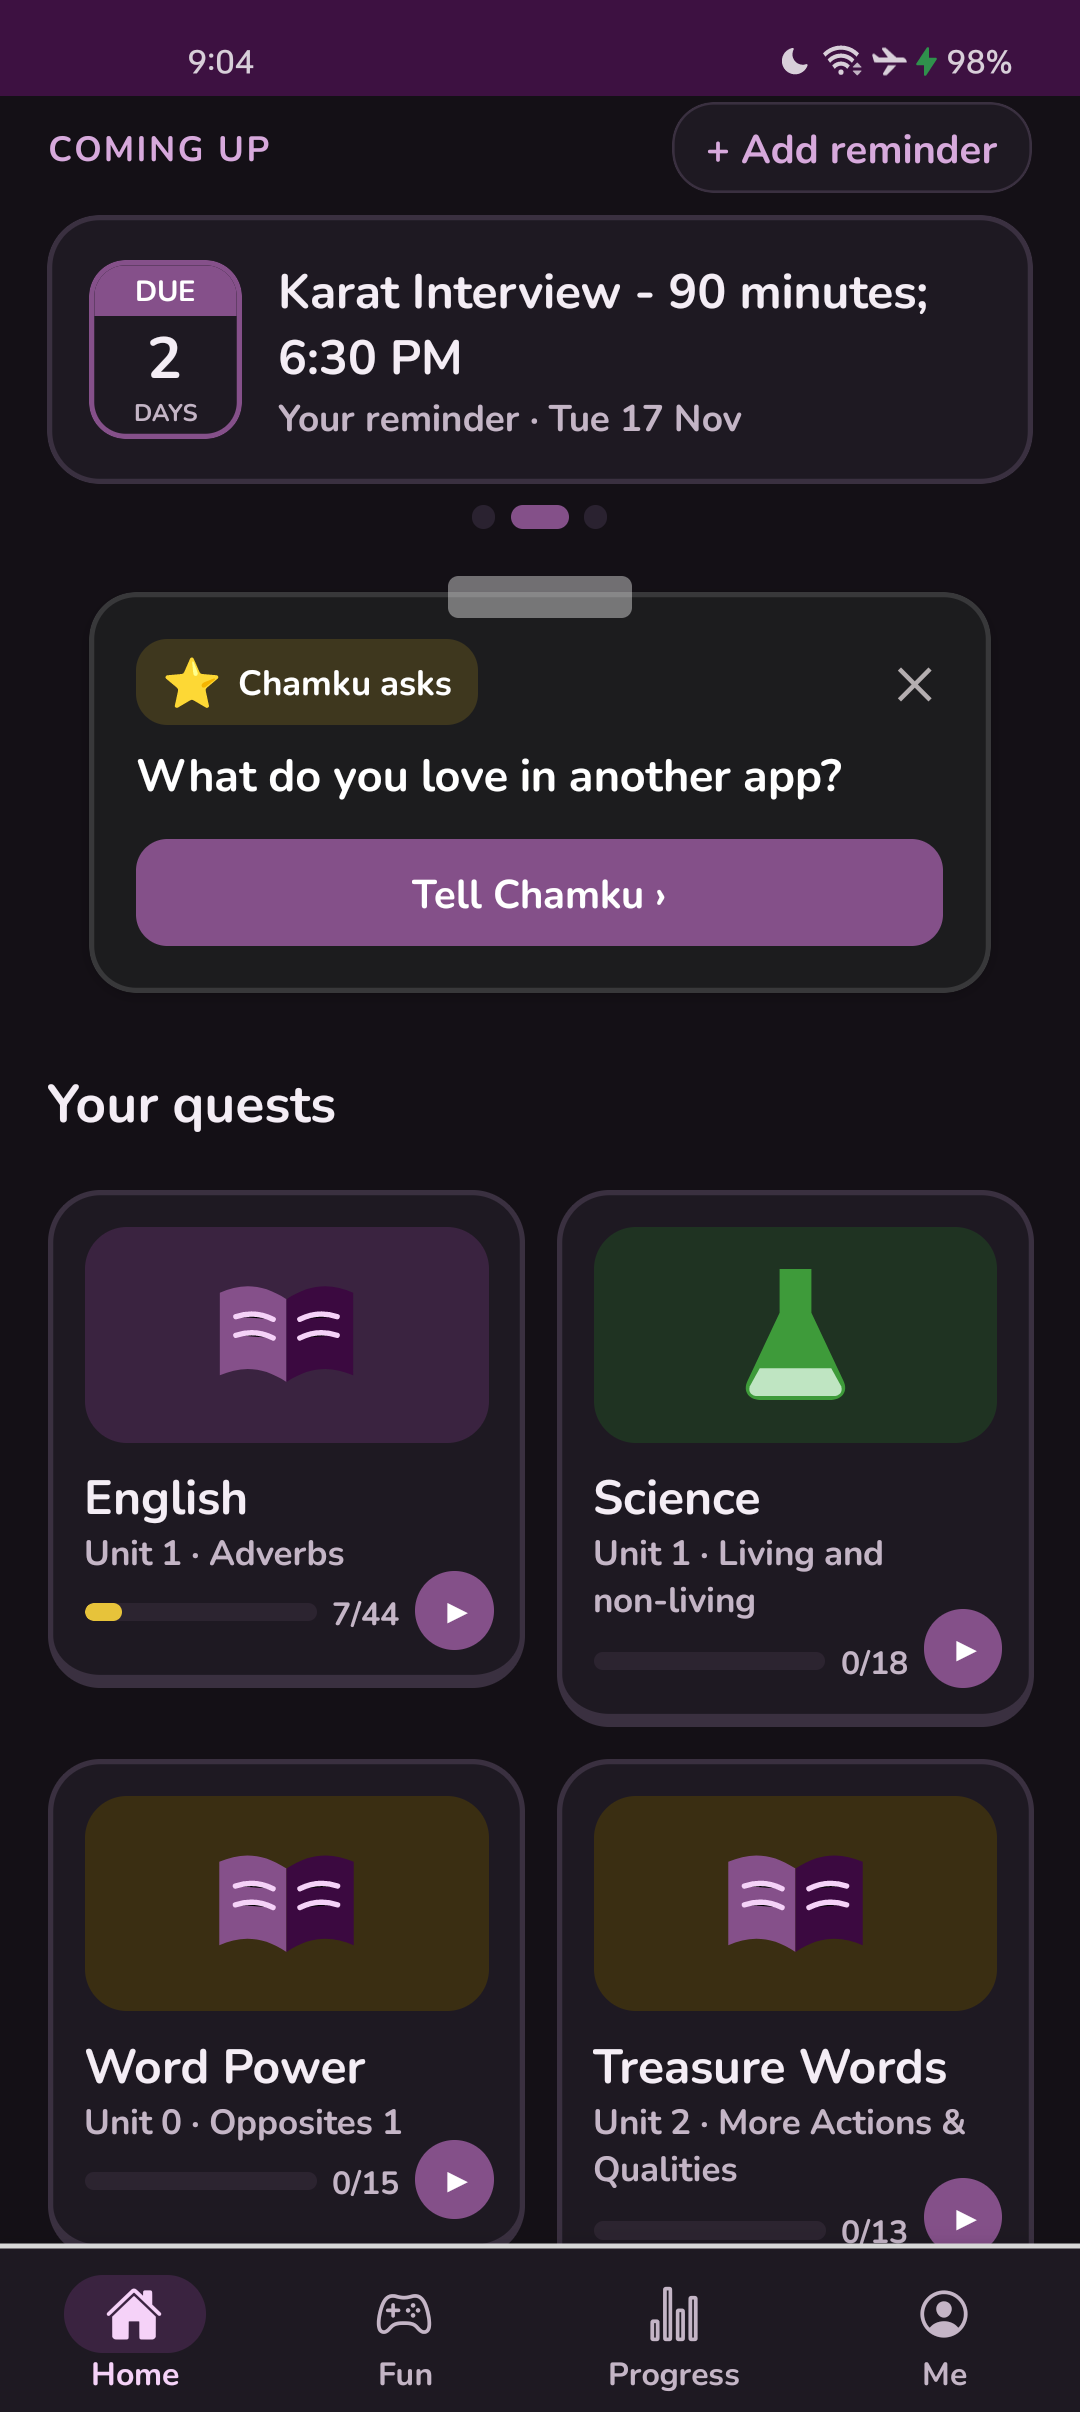 9:04
98%
COMING UP
+ Add reminder
DUE
2
DAYS
Karat Interview - 90 minutes;
6:30 PM
Your reminder · Tue 17 Nov
Chamku asks
What do you love in another app?
Tell Chamku ›
Your quests
English
Unit 1 · Adverbs
7/44
Science
Unit 1 · Living and
non-living
0/18
Word Power
Unit 0 · Opposites 1
0/15
Treasure Words
Unit 2 · More Actions &
Qualities
0/13
Home
Fun
Progress
Me